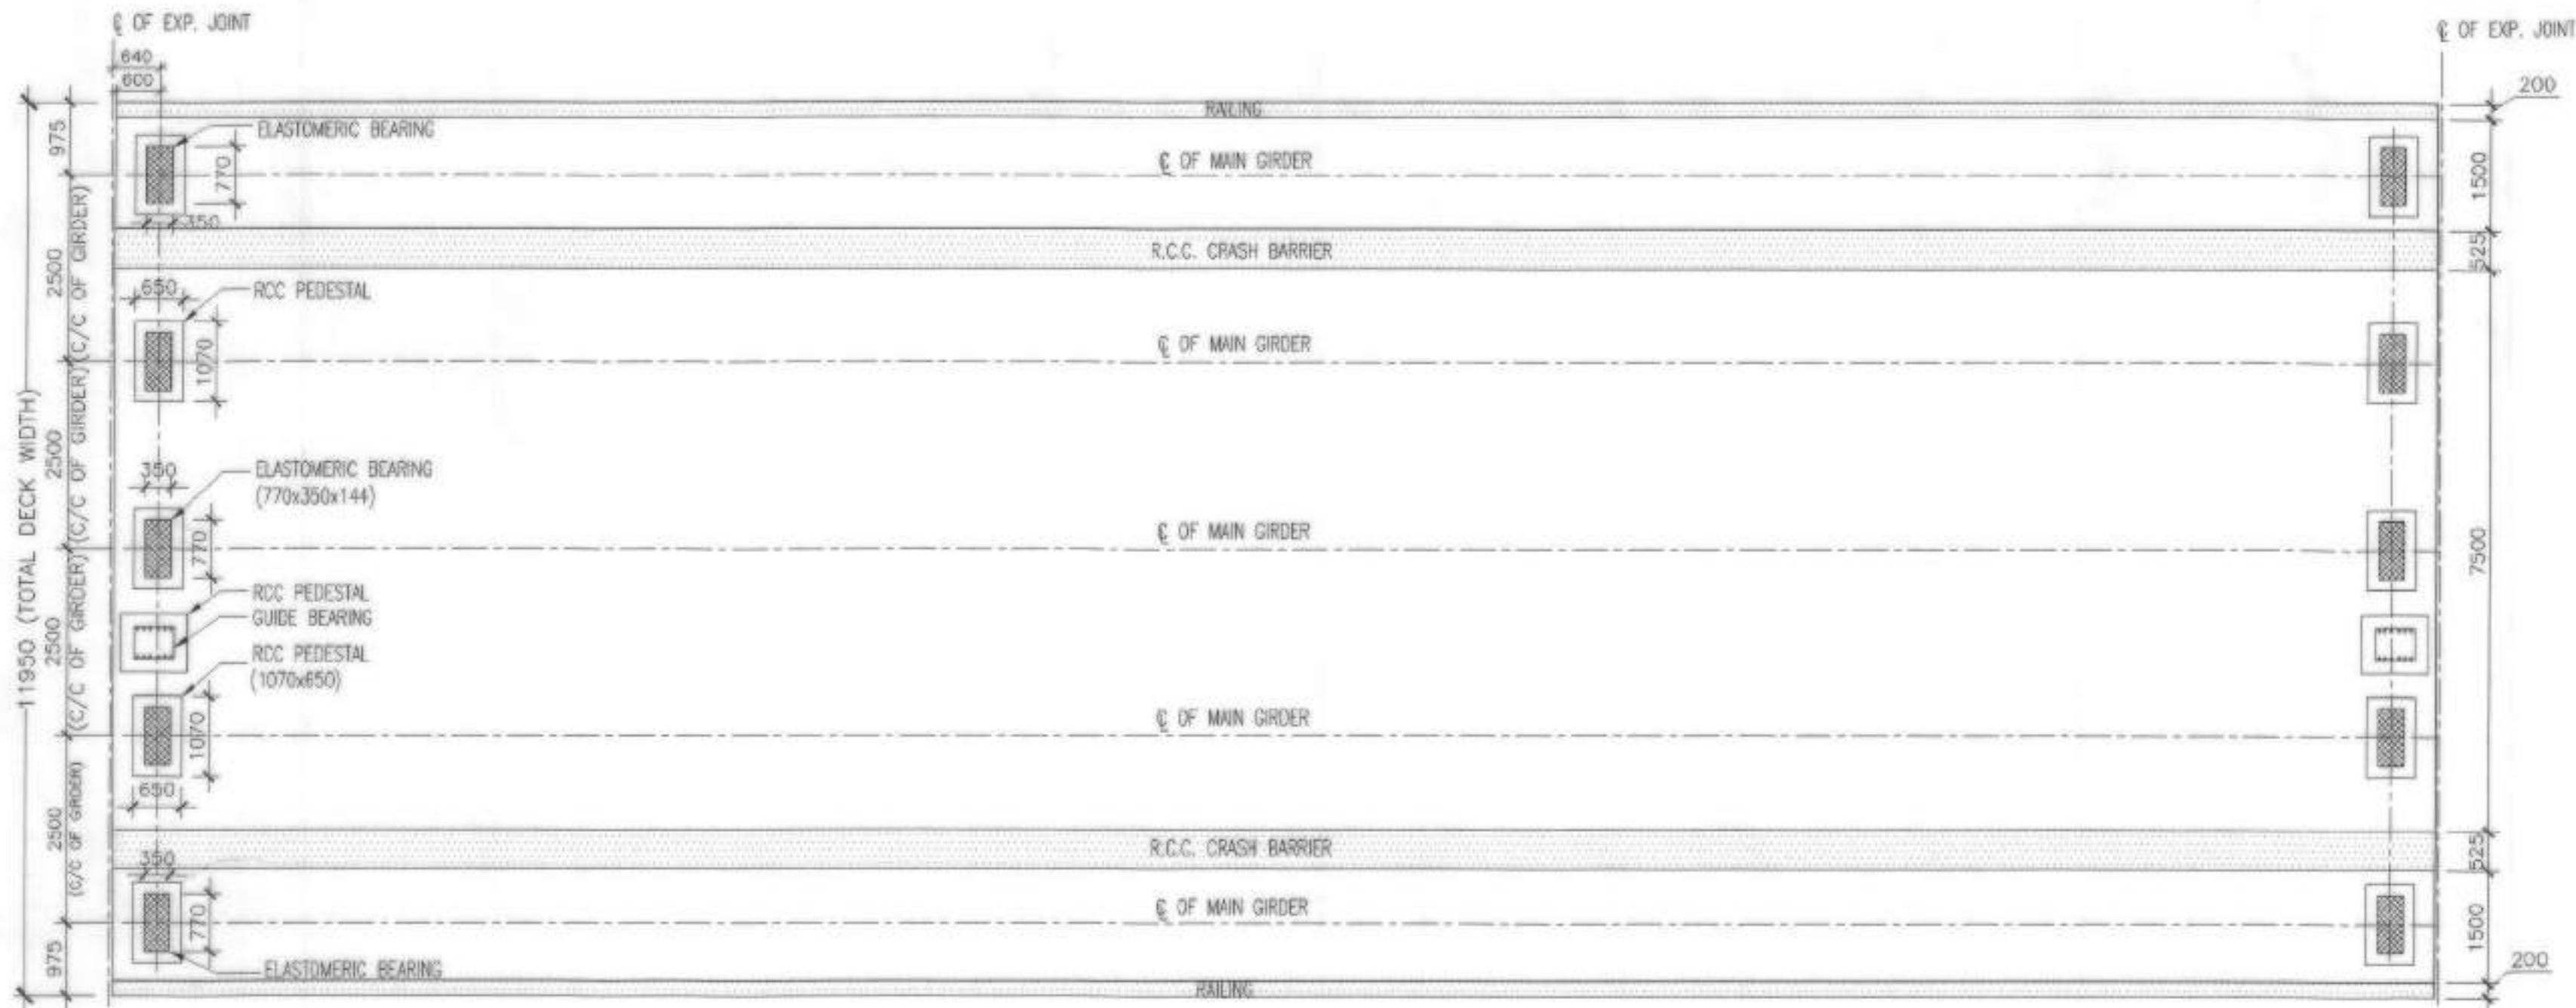 ℄ OF EXP. JOINT
℄ OF EXP. JOINT
640
600
200
RAILING
975
ELASTOMERIC BEARING
770
350
℄ OF MAIN GIRDER
1500
2500
(C/C OF GIRDER)
R.C.C. CRASH BARRIER
525
650
RCC PEDESTAL
1070
℄ OF MAIN GIRDER
11950 (TOTAL DECK WIDTH)
2500
(C/C OF GIRDER)
350
ELASTOMERIC BEARING
(770x350x144)
770
℄ OF MAIN GIRDER
7500
2500
(C/C OF GIRDER)
RCC PEDESTAL
GUIDE BEARING
RCC PEDESTAL
(1070x650)
1070
650
℄ OF MAIN GIRDER
2500
(C/C OF GIRDER)
R.C.C. CRASH BARRIER
525
350
770
℄ OF MAIN GIRDER
1500
975
ELASTOMERIC BEARING
200
RAILING